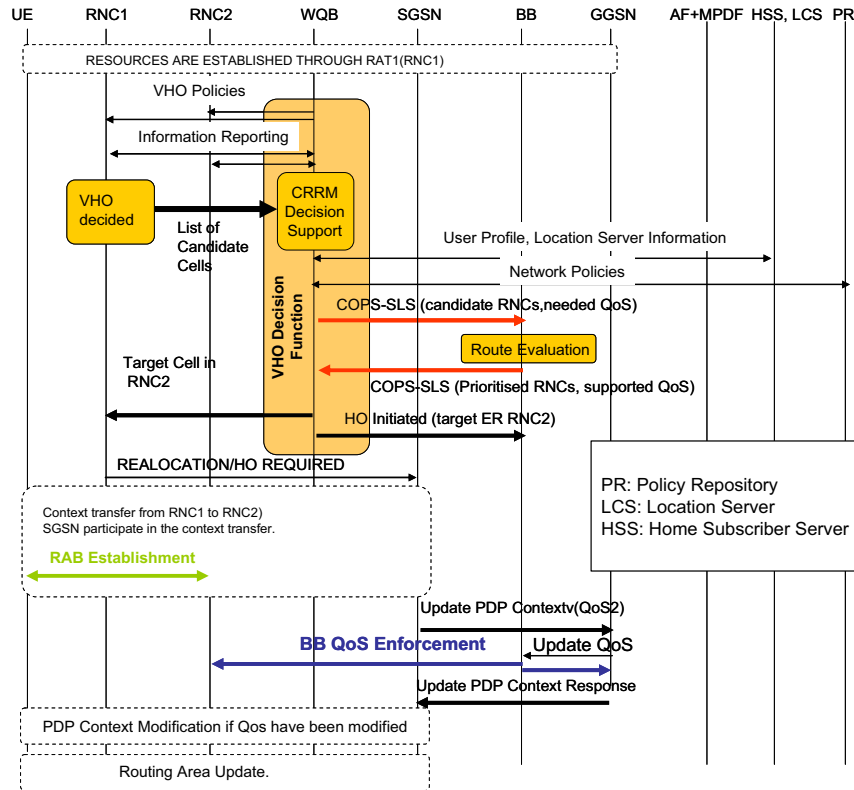 UE RNC1 RNC2 WQB SGSN BB GGSN AF+MPDF HSS, LCS PR
RESOURCES ARE ESTABLISHED THROUGH RAT1(RNC1)
VHO Policies
Information Reporting
VHO
decided
CRRM
Decision
Support
List of
Candidate
Cells
User Profile, Location Server Information
Network Policies
VHO Decision
Function
COPS-SLS (candidate RNCs,needed QoS)
Route Evaluation
Target Cell in
RNC2
COPS-SLS (Prioritised RNCs, supported QoS)
HO Initiated (target ER RNC2)
REALOCATION/HO REQUIRED
PR: Policy Repository
LCS: Location Server
HSS: Home Subscriber Server
Context transfer from RNC1 to RNC2)
SGSN participate in the context transfer.
RAB Establishment
Update PDP Contextv(QoS2)
BB QoS Enforcement
Update QoS
Update PDP Context Response
PDP Context Modification if Qos have been modified
Routing Area Update.